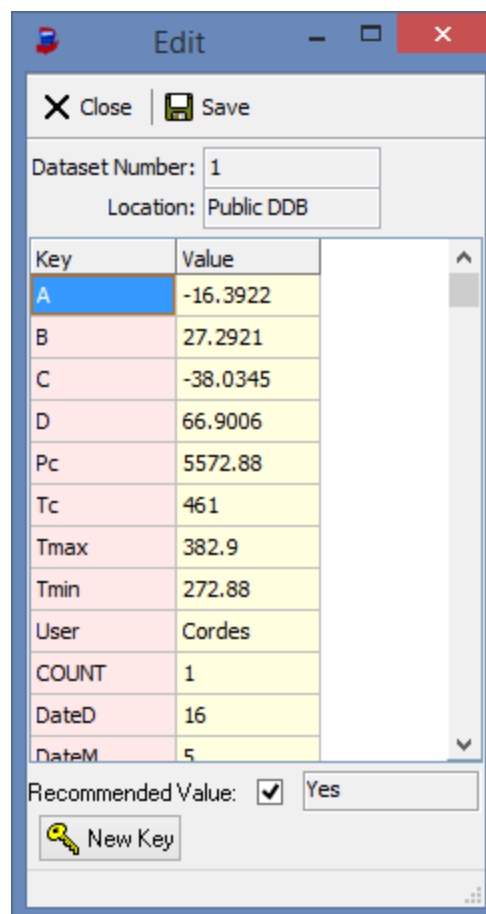 Edit
Close Save
Dataset Number: 1
Location: Public DDB
Key Value
A -16.3922
B 27.2921
C -38.0345
D 66.9006
Pc 5572.88
Tc 461
Tmax 382.9
Tmin 272.88
User Cordes
COUNT 1
DateD 16
DateM 5
Recommended Value: Yes
New Key